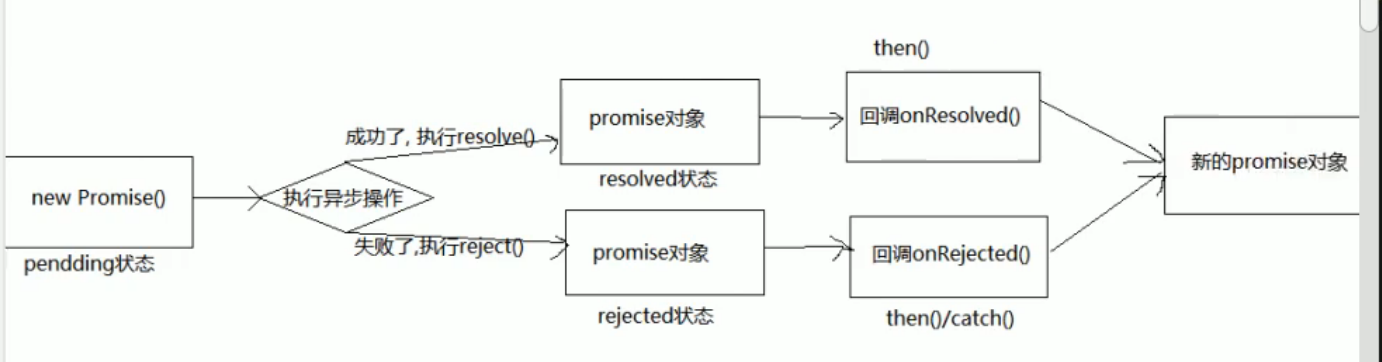 then()
成功了, 执行resolve()
promise对象
回调onResolved()
resolved状态
new Promise()
执行异步操作
新的promise对象
pendding状态
失败了,执行reject()
promise对象
回调onRejected()
rejected状态
then()/catch()